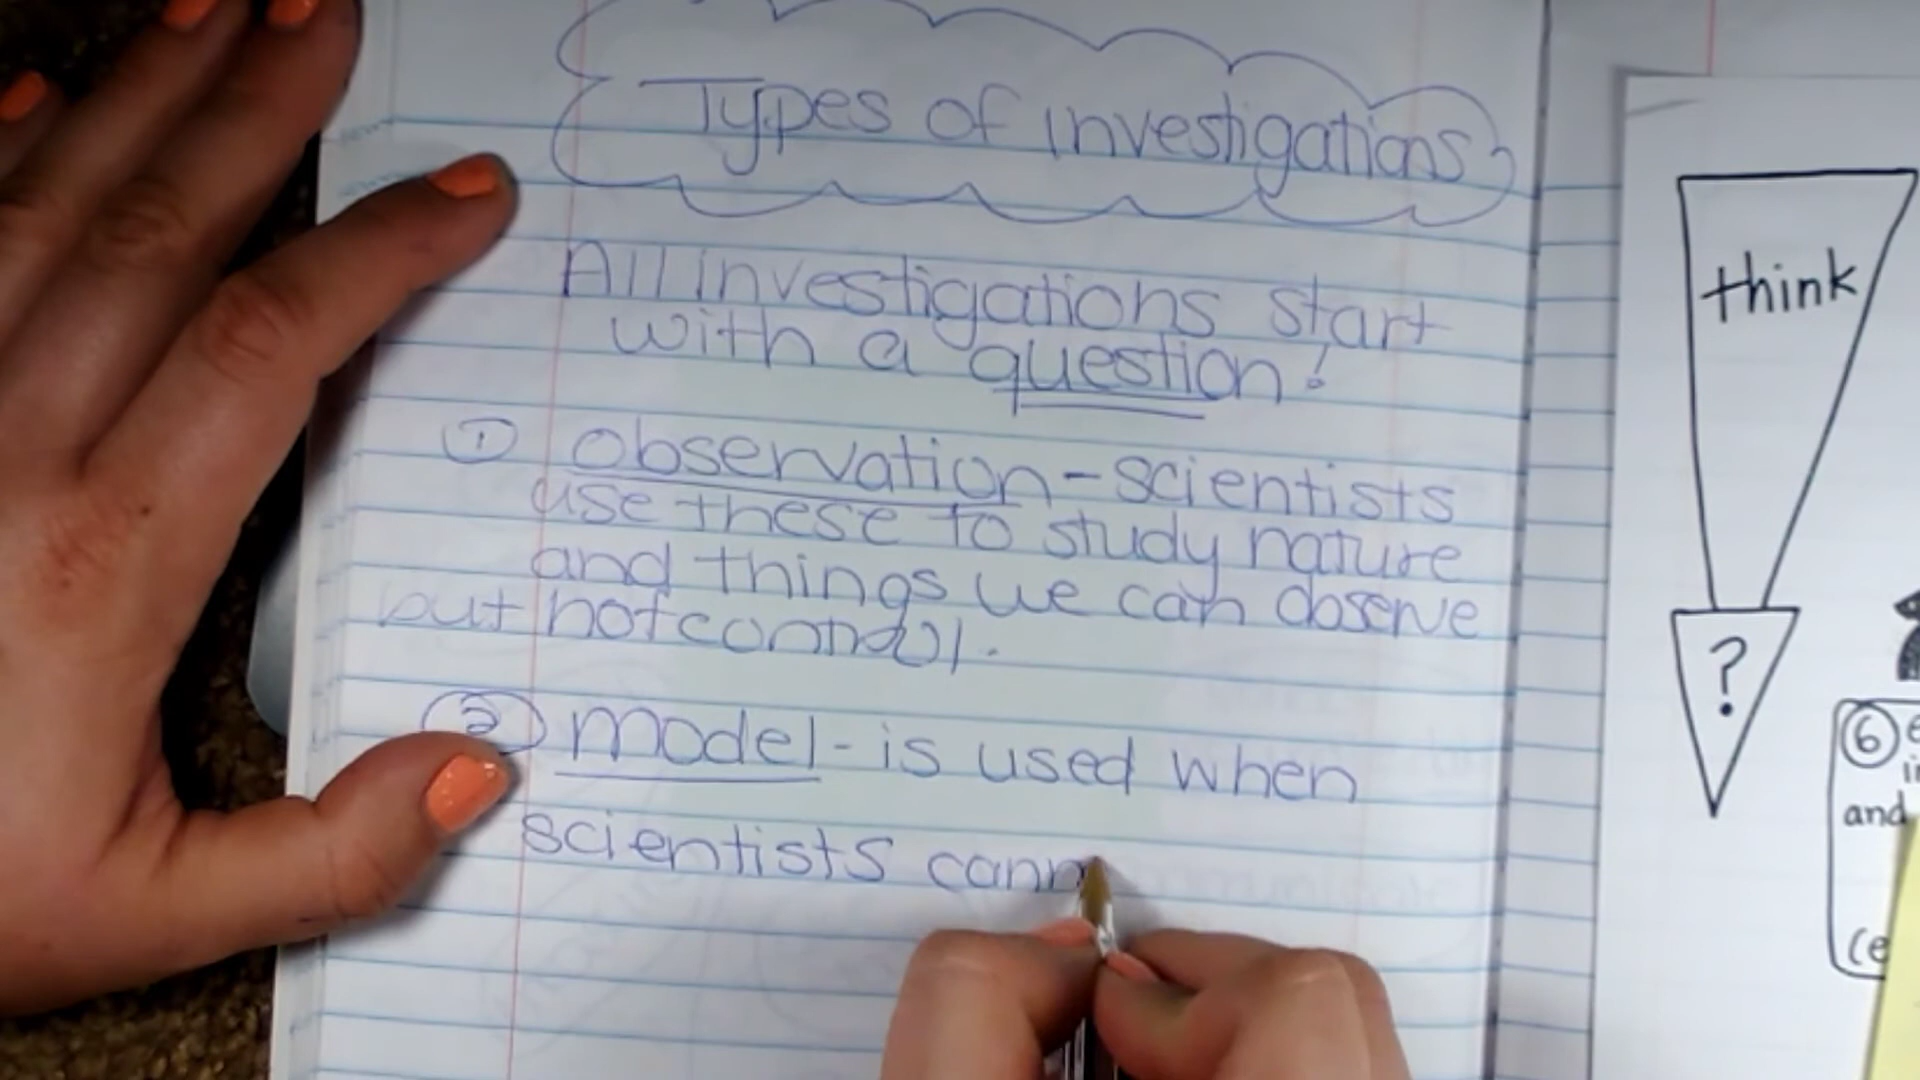 Types of investigations
All investigations start
with a question!
① observation - scientists
use these to study nature
and things we can observe
but not control.
② model - is used when
scientists cann
think
?
⑥
and